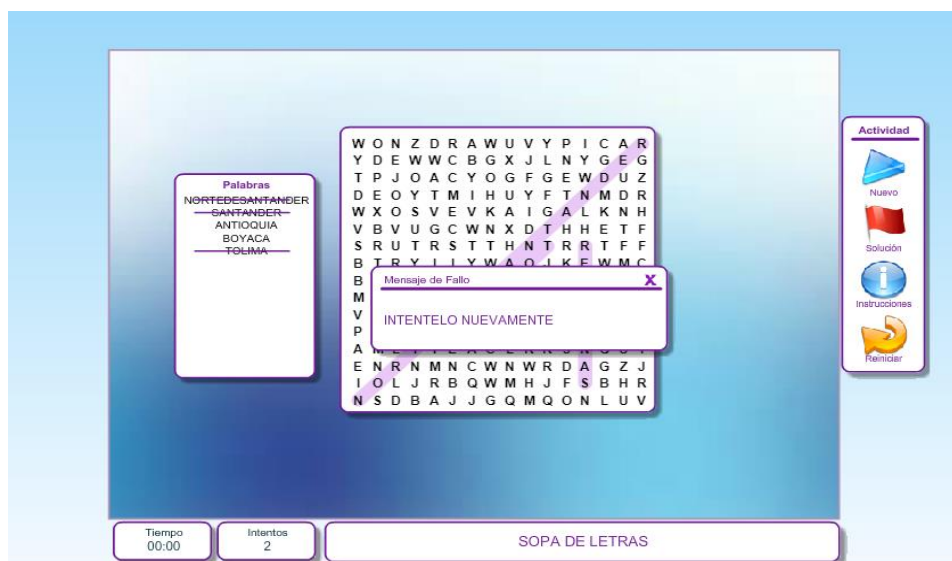 Palabras
NORTEDESANTANDER
SANTANDER
ANTIOQUIA
BOYACA
TOLIMA
W O N Z D R A W U V Y P I C A R
Y D E W W C B G X J L N Y G E G
T P J O A C Y O G F G E W D U Z
D E O Y T M I H U Y F T N M D R
W X O S V E V K A I G A L K N H
V B V U G C W N X D T H H E T F
S R U T R S T T H N T R R T F F
B T R Y
B
M
V
P
A
E N R N M N C W N W R D A G Z J
I O L J R B Q W M H J F S B H R
N S D B A J J G Q M Q O N L U V
Mensaje de Fallo X
INTENTELO NUEVAMENTE
Actividad
Nuevo
Solución
Instrucciones
Reiniciar
Tiempo
00:00
Intentos
2
SOPA DE LETRAS